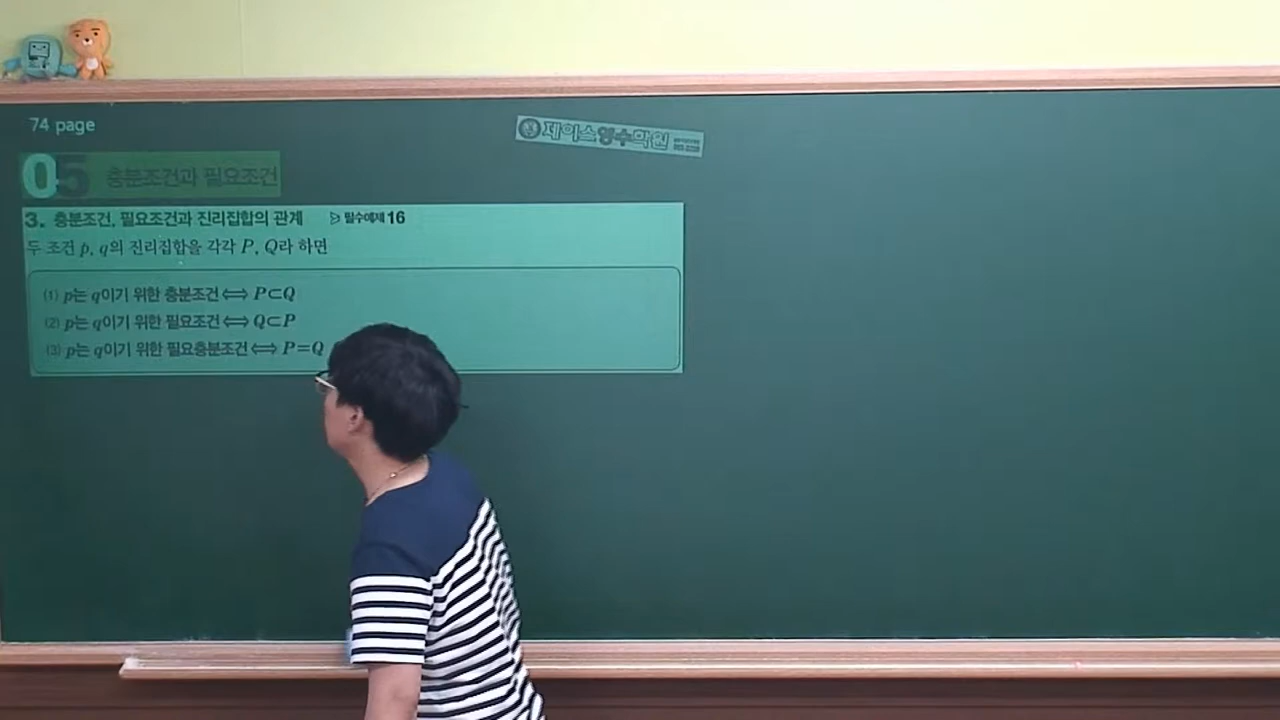 74 page
제이스영수학원
05 충분조건과 필요조건
3. 충분조건, 필요조건과 진리집합의 관계 ▷ 필수예제 16
두 조건 p, q의 진리집합을 각각 P, Q라 하면
(1) p는 q이기 위한 충분조건 ⟺ P⊂Q
(2) p는 q이기 위한 필요조건 ⟺ Q⊂P
(3) p는 q이기 위한 필요충분조건 ⟺ P=Q